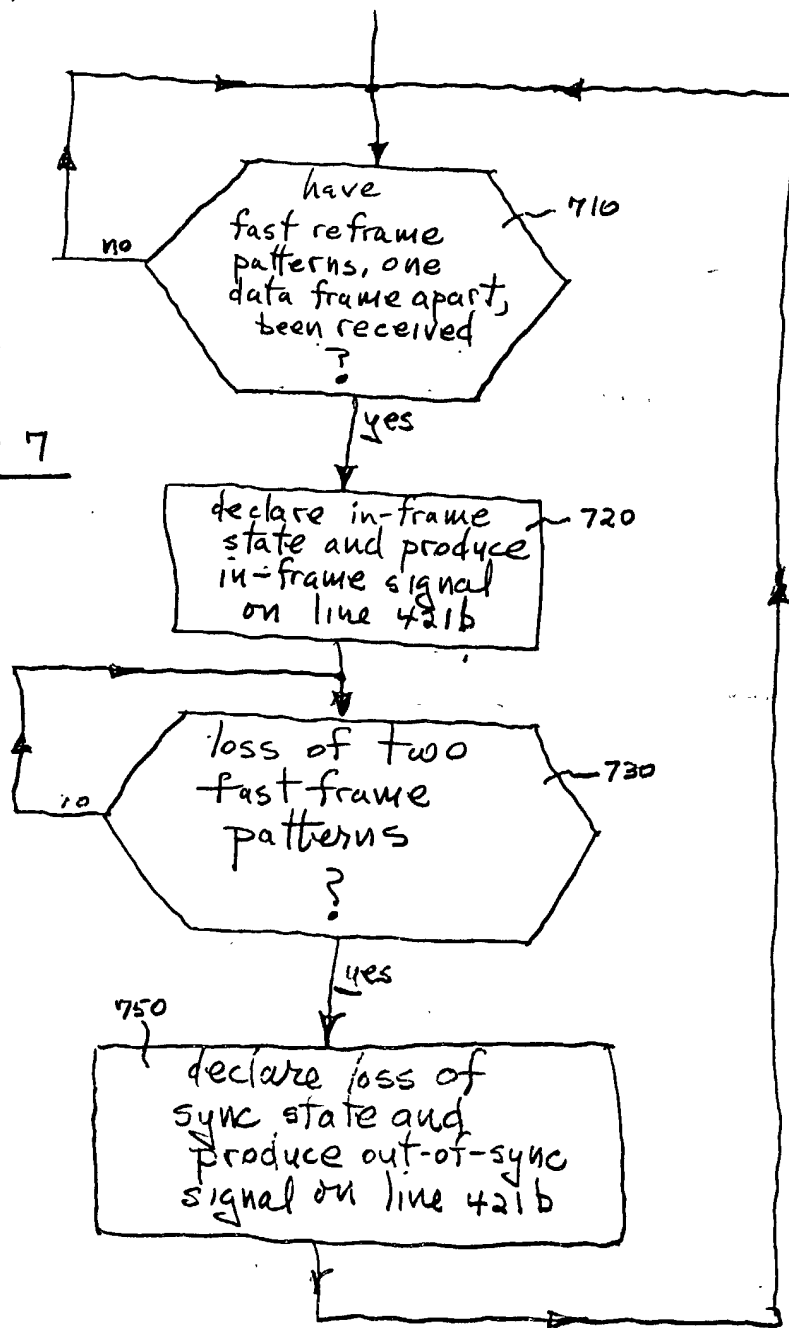 have
fast reframe
patterns, one
data frame apart,
been received
?
710
no
yes
7
declare in-frame
state and produce
in-frame signal
on line 421b
720
loss of two
fast frame
patterns
?
730
no
yes
750
declare loss of
sync state and
produce out-of-sync
signal on line 421b